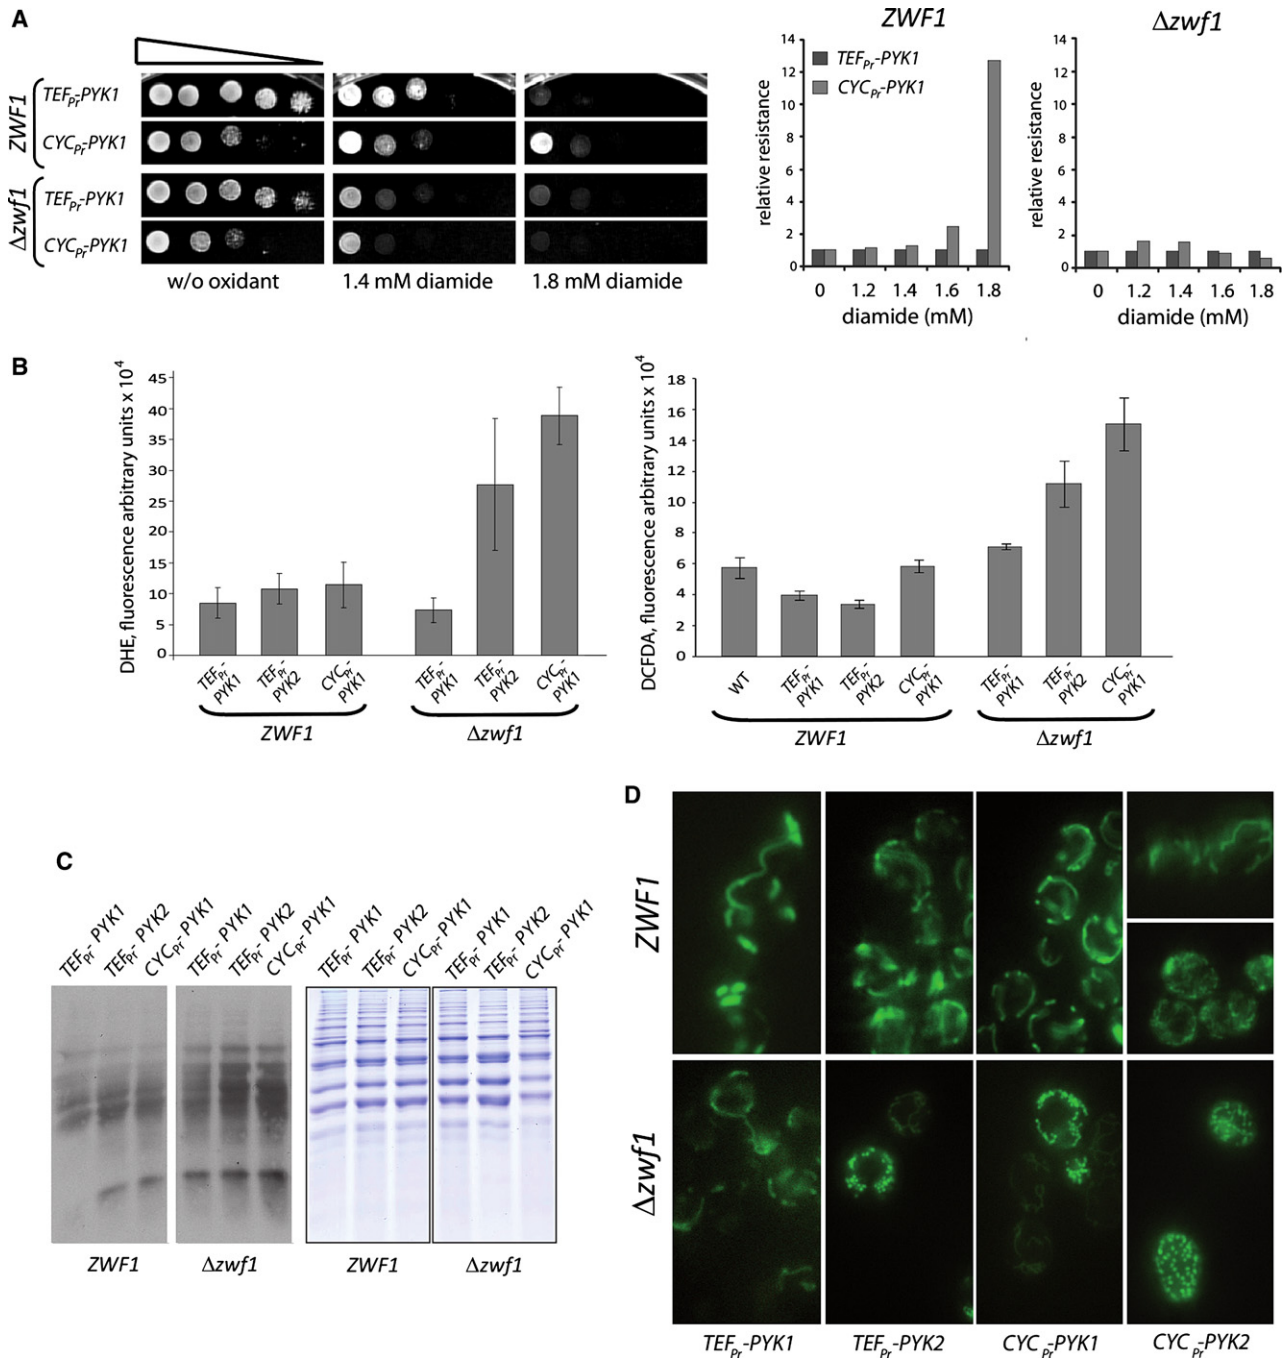 A
ZWF1
Δzwf1
TEFPr-PYK1
CYCPr-PYK1
TEFPr-PYK1
CYCPr-PYK1
w/o oxidant
1.4 mM diamide
1.8 mM diamide
ZWF1
relative resistance
14
12
10
8
6
4
2
0
TEFPr-PYK1
CYCPr-PYK1
0 1.2 1.4 1.6 1.8
diamide (mM)
Δzwf1
relative resistance
14
12
10
8
6
4
2
0
0 1.2 1.4 1.6 1.8
diamide (mM)
B
DHE, fluorescence arbitrary units x 10⁴
45
40
35
30
25
20
15
10
5
0
TEFPr-PYK1
TEFPr-PYK2
CYCPr-PYK1
TEFPr-PYK1
TEFPr-PYK2
CYCPr-PYK1
ZWF1
Δzwf1
DCFDA, fluorescence arbitrary units x 10⁴
18
16
14
12
10
8
6
4
2
0
WT
TEFPr-PYK1
TEFPr-PYK2
CYCPr-PYK1
TEFPr-PYK1
TEFPr-PYK2
CYCPr-PYK1
ZWF1
Δzwf1
C
TEFPr-PYK1
TEFPr-PYK2
CYCPr-PYK1
TEFPr-PYK1
TEFPr-PYK2
CYCPr-PYK1
TEFPr-PYK1
TEFPr-PYK2
CYCPr-PYK1
TEFPr-PYK1
TEFPr-PYK2
CYCPr-PYK1
ZWF1
Δzwf1
ZWF1
Δzwf1
D
ZWF1
Δzwf1
TEFPr-PYK1
TEFPr-PYK2
CYCPr-PYK1
CYCPr-PYK2